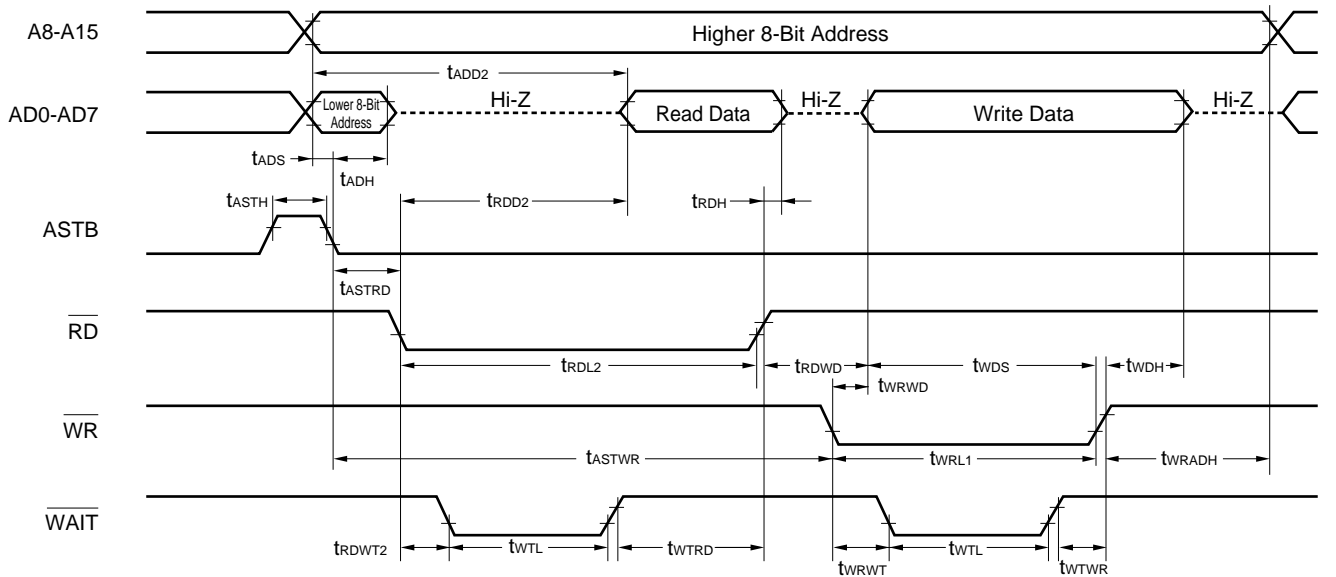 A8-A15
Higher 8-Bit Address
tADD2
AD0-AD7
Lower 8-Bit
Address
Hi-Z
Read Data
Hi-Z
Write Data
Hi-Z
tADS
tADH
tASTH
tRDD2
tRDH
ASTB
tASTRD
RD
tRDL2
tRDWD
tWDS
tWDH
tWRWD
WR
tASTWR
tWRL1
tWRADH
WAIT
tRDWT2
tWTL
tWTRD
tWRWT
tWTL
tWTWR